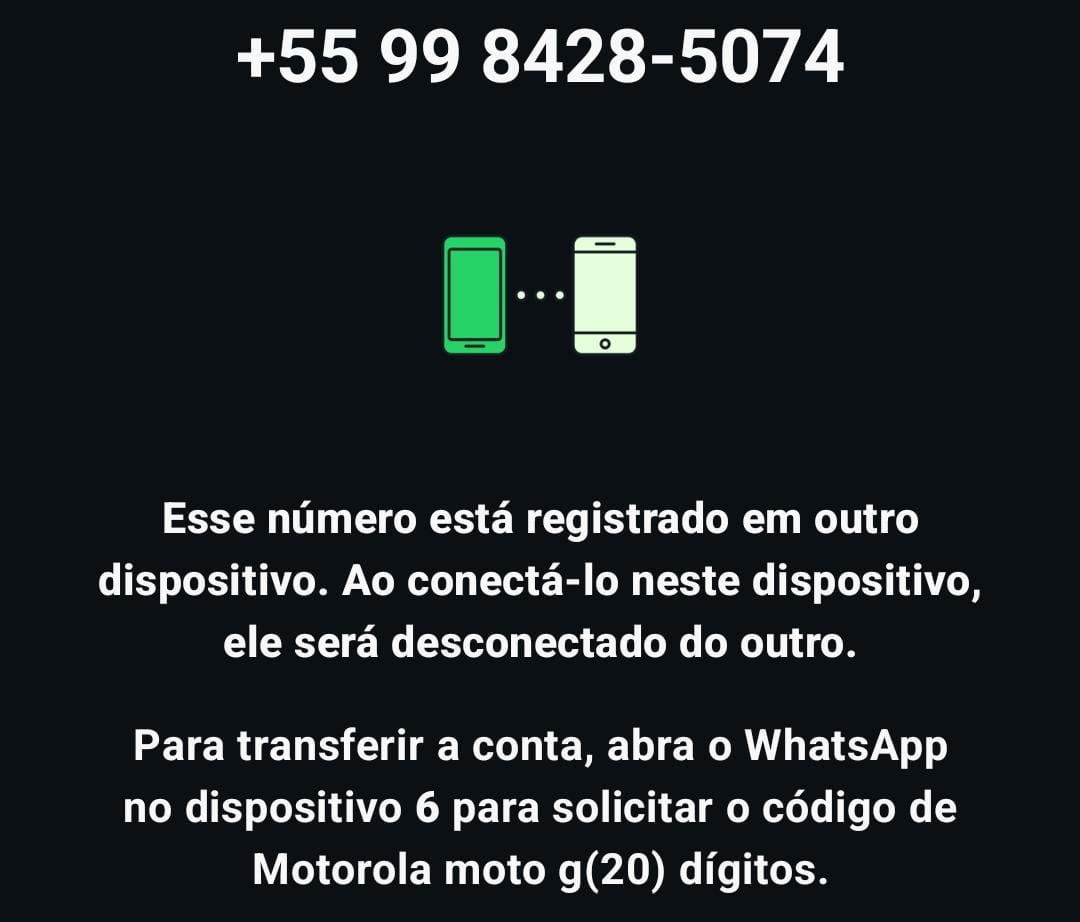 +55 99 8428-5074
Esse número está registrado em outro
dispositivo. Ao conectá-lo neste dispositivo,
ele será desconectado do outro.
Para transferir a conta, abra o WhatsApp
no dispositivo 6 para solicitar o código de
Motorola moto g(20) dígitos.